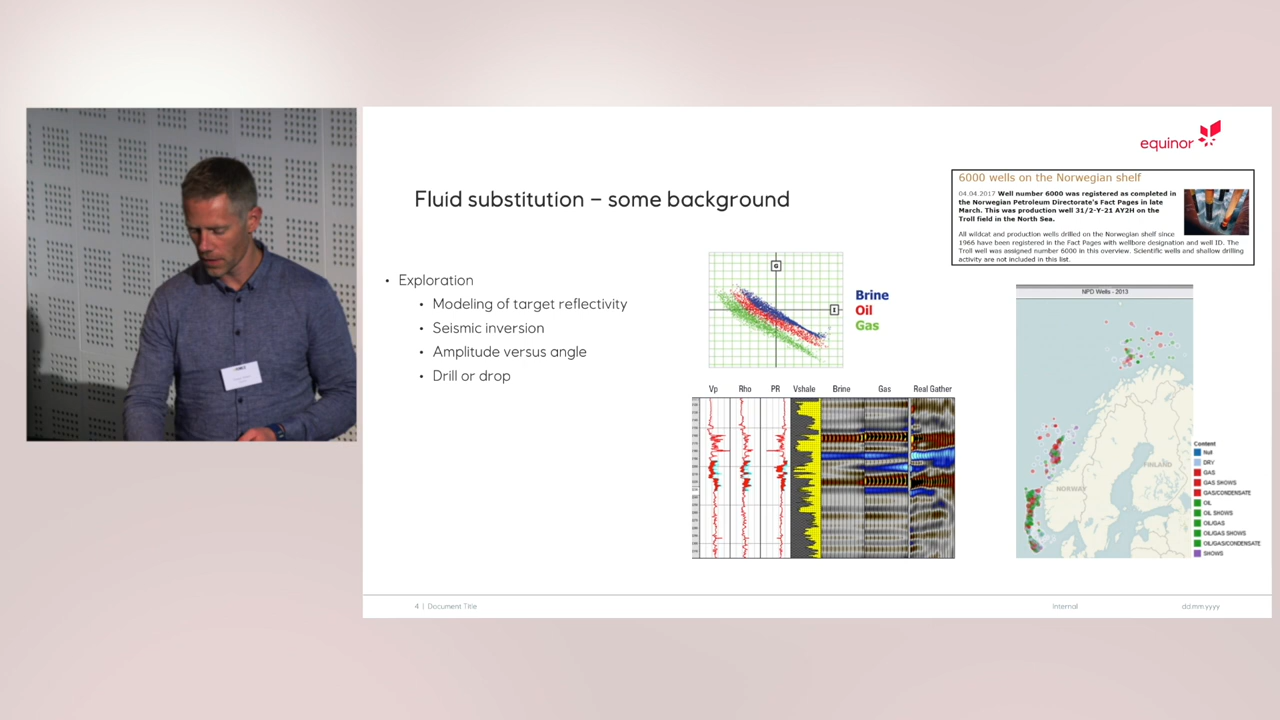 equinor
Fluid substitution – some background
• Exploration
• Modeling of target reflectivity
• Seismic inversion
• Amplitude versus angle
• Drill or drop
6000 wells on the Norwegian shelf
04.04.2017 Well number 6000 was registered as completed in
the Norwegian Petroleum Directorate's Fact Pages in late
March. This was production well 31/2-Y-21 AY2H on the
Troll field in the North Sea.
All wildcat and production wells drilled on the Norwegian shelf since
1966 have been registered in the Fact Pages with wellbore designation and well ID. The
Troll well was assigned number 6000 in this overview. Scientific wells and shallow drilling
activity are not included in this list.
G
I
Brine
Oil
Gas
Vp Rho PR Vshale Brine Gas Real Gather
NPD Wells - 2013
NORWAY
FINLAND
Content
Null
DRY
GAS
GAS SHOWS
GAS/CONDENSATE
OIL
OIL SHOWS
OIL/GAS
OIL/GAS SHOWS
OIL/GAS/CONDENSATE
SHOWS
4 | Document Title
Internal
dd.mm.yyyy